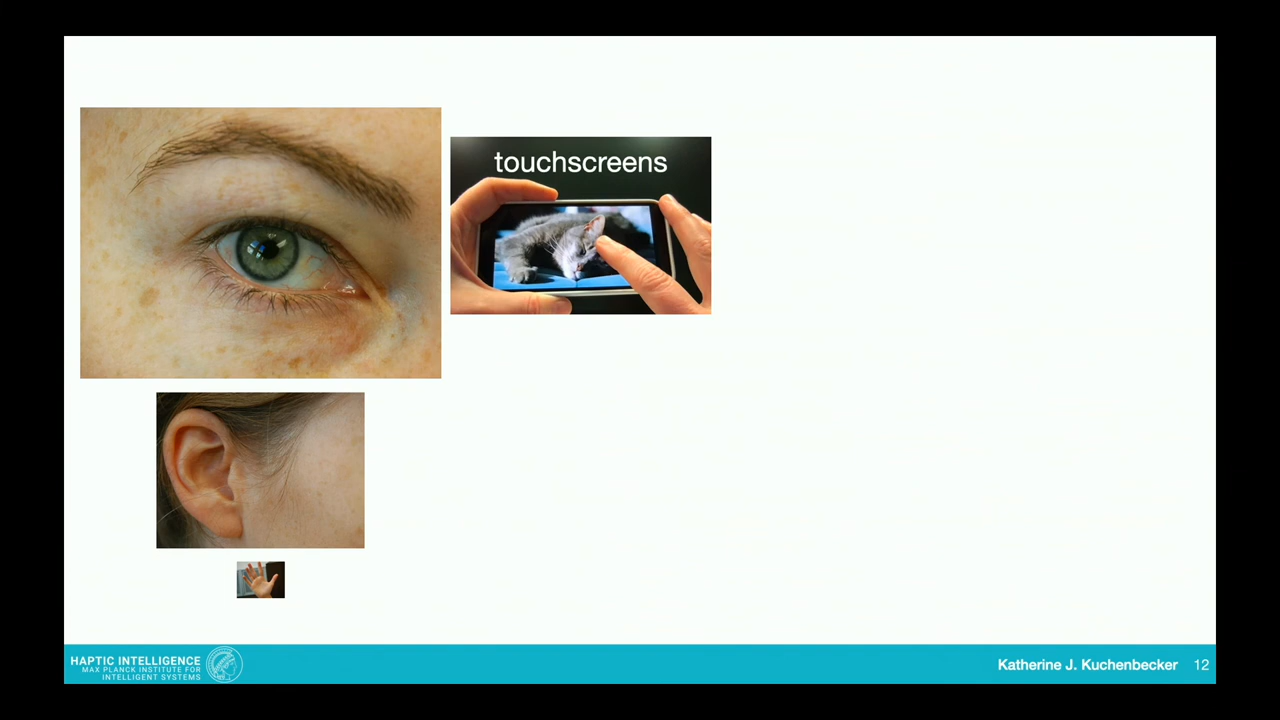 touchscreens
HAPTIC INTELLIGENCE
MAX PLANCK INSTITUTE FOR
INTELLIGENT SYSTEMS
Katherine J. Kuchenbecker 12